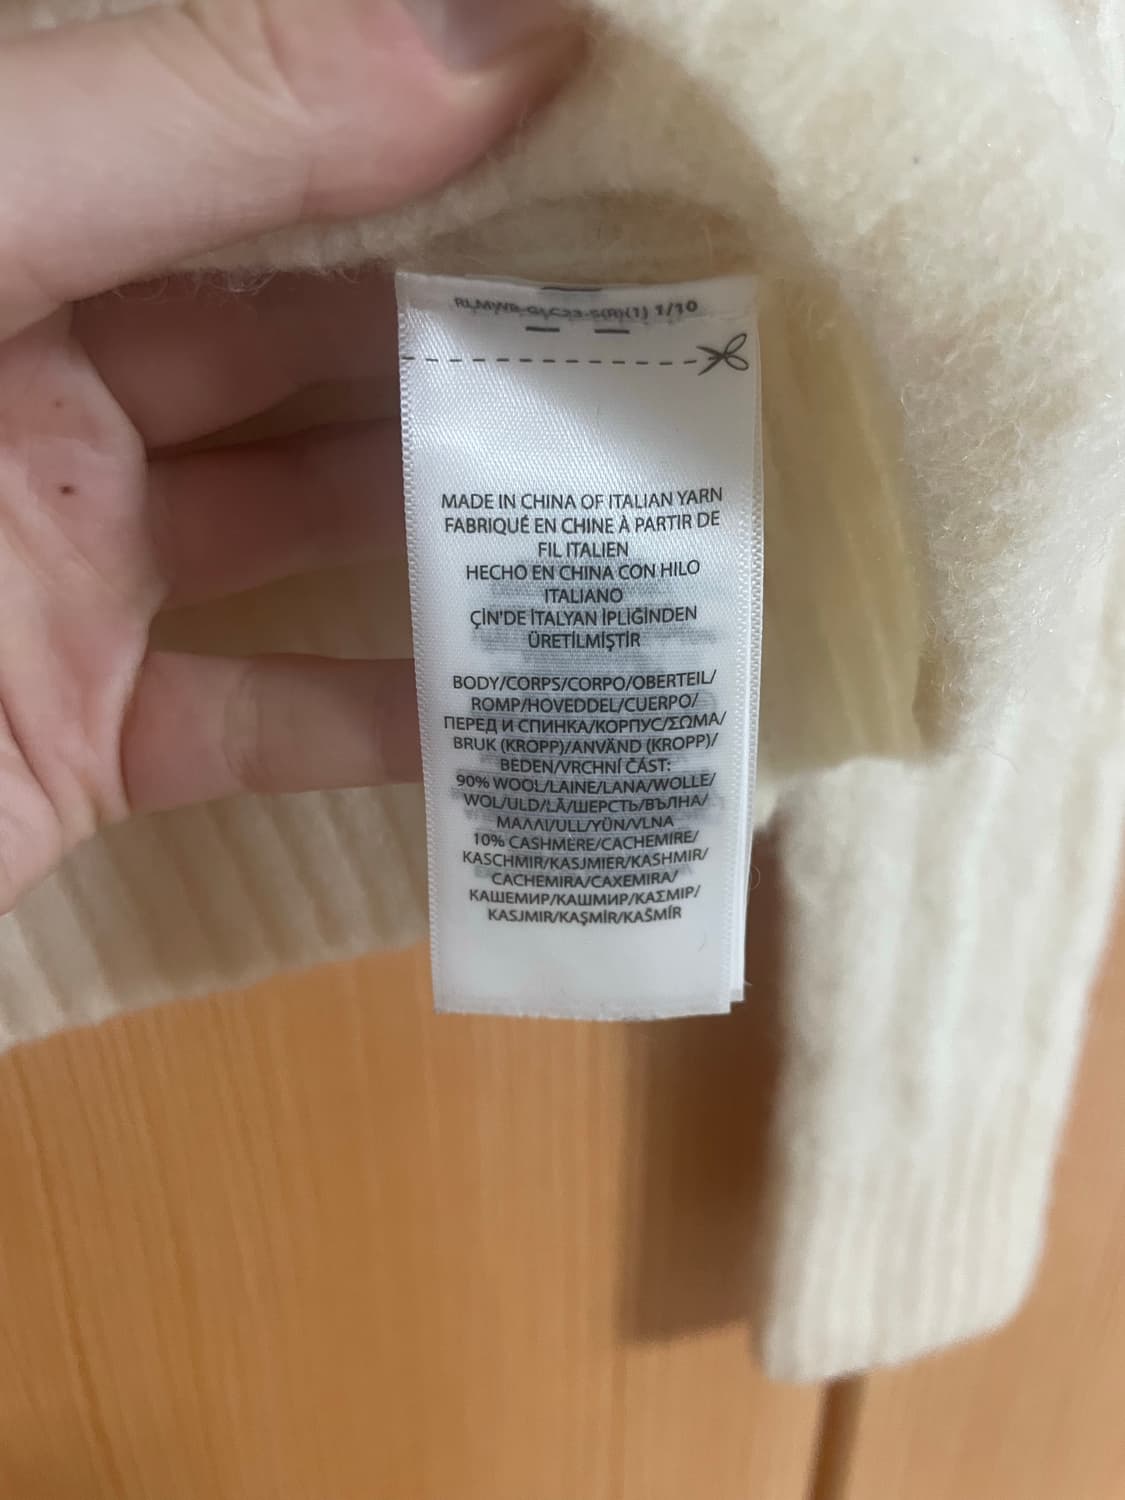 1/10
MADE IN CHINA OF ITALIAN YARN
FABRIQUÉ EN CHINE À PARTIR DE
FIL ITALIEN
HECHO EN CHINA CON HILO
ITALIANO
ÇİN'DE İTALYAN İPLİĞİNDEN
ÜRETİLMİŞTİR
BODY/CORPS/CORPO/OBERTEIL/
ROMP/HOVEDDEL/CUERPO/
ПЕРЕД И СПИНКА/КОРПУС/ΣΩΜΑ/
BRUK (KROPP)/ANVÄND (KROPP)/
BEDEN/VRCHNÍ ČÁST:
90% WOOL/LAINE/LANA/WOLLE/
WOL/ULD/LÃ/ШЕРСТЬ/ВЪЛНА/
ΜΑΛΛΙ/ULL/YÜN/VLNA
10% CASHMERE/CACHEMIRE/
KASCHMIR/KASJMIER/KASHMIR/
CACHEMIRA/CAXEMIRA/
КАШЕМИР/КАШМИР/ΚΑΣΜΙΡ/
KASJMIR/KAŞMİR/KAŠMÍR